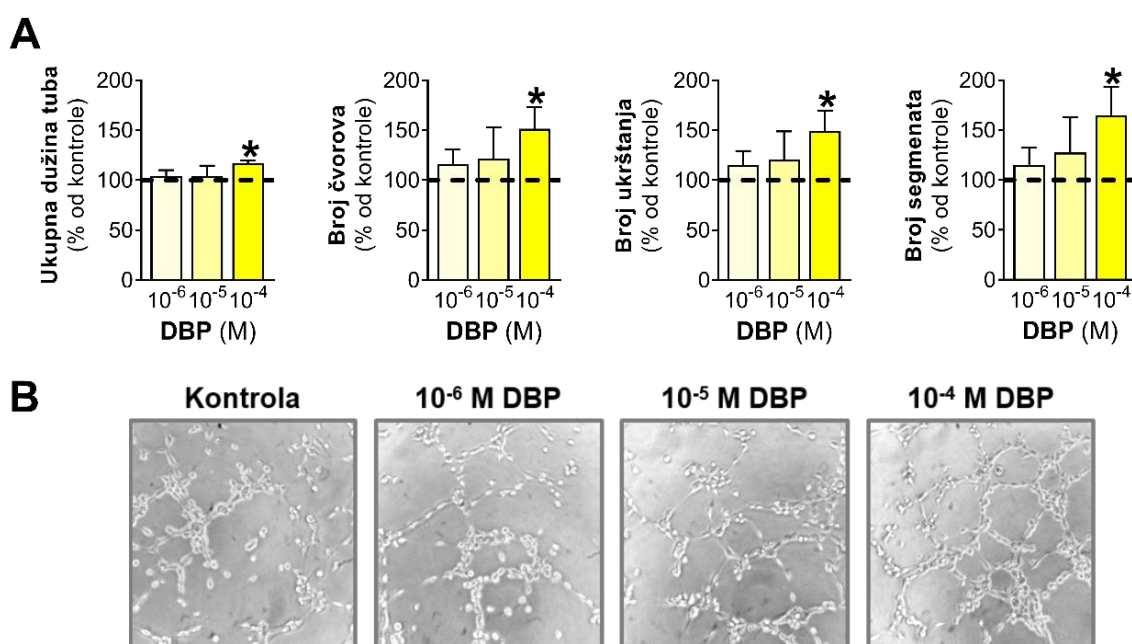 A
Ukupna dužina tuba
(% od kontrole)
200
150
100
50
0
*
10⁻⁶ 10⁻⁵ 10⁻⁴
DBP (M)
Broj čvorova
(% od kontrole)
200
150
100
50
0
*
10⁻⁶ 10⁻⁵ 10⁻⁴
DBP (M)
Broj ukrštanja
(% od kontrole)
200
150
100
50
0
*
10⁻⁶ 10⁻⁵ 10⁻⁴
DBP (M)
Broj segmenata
(% od kontrole)
200
150
100
50
0
*
10⁻⁶ 10⁻⁵ 10⁻⁴
DBP (M)
B
Kontrola
10⁻⁶ M DBP
10⁻⁵ M DBP
10⁻⁴ M DBP